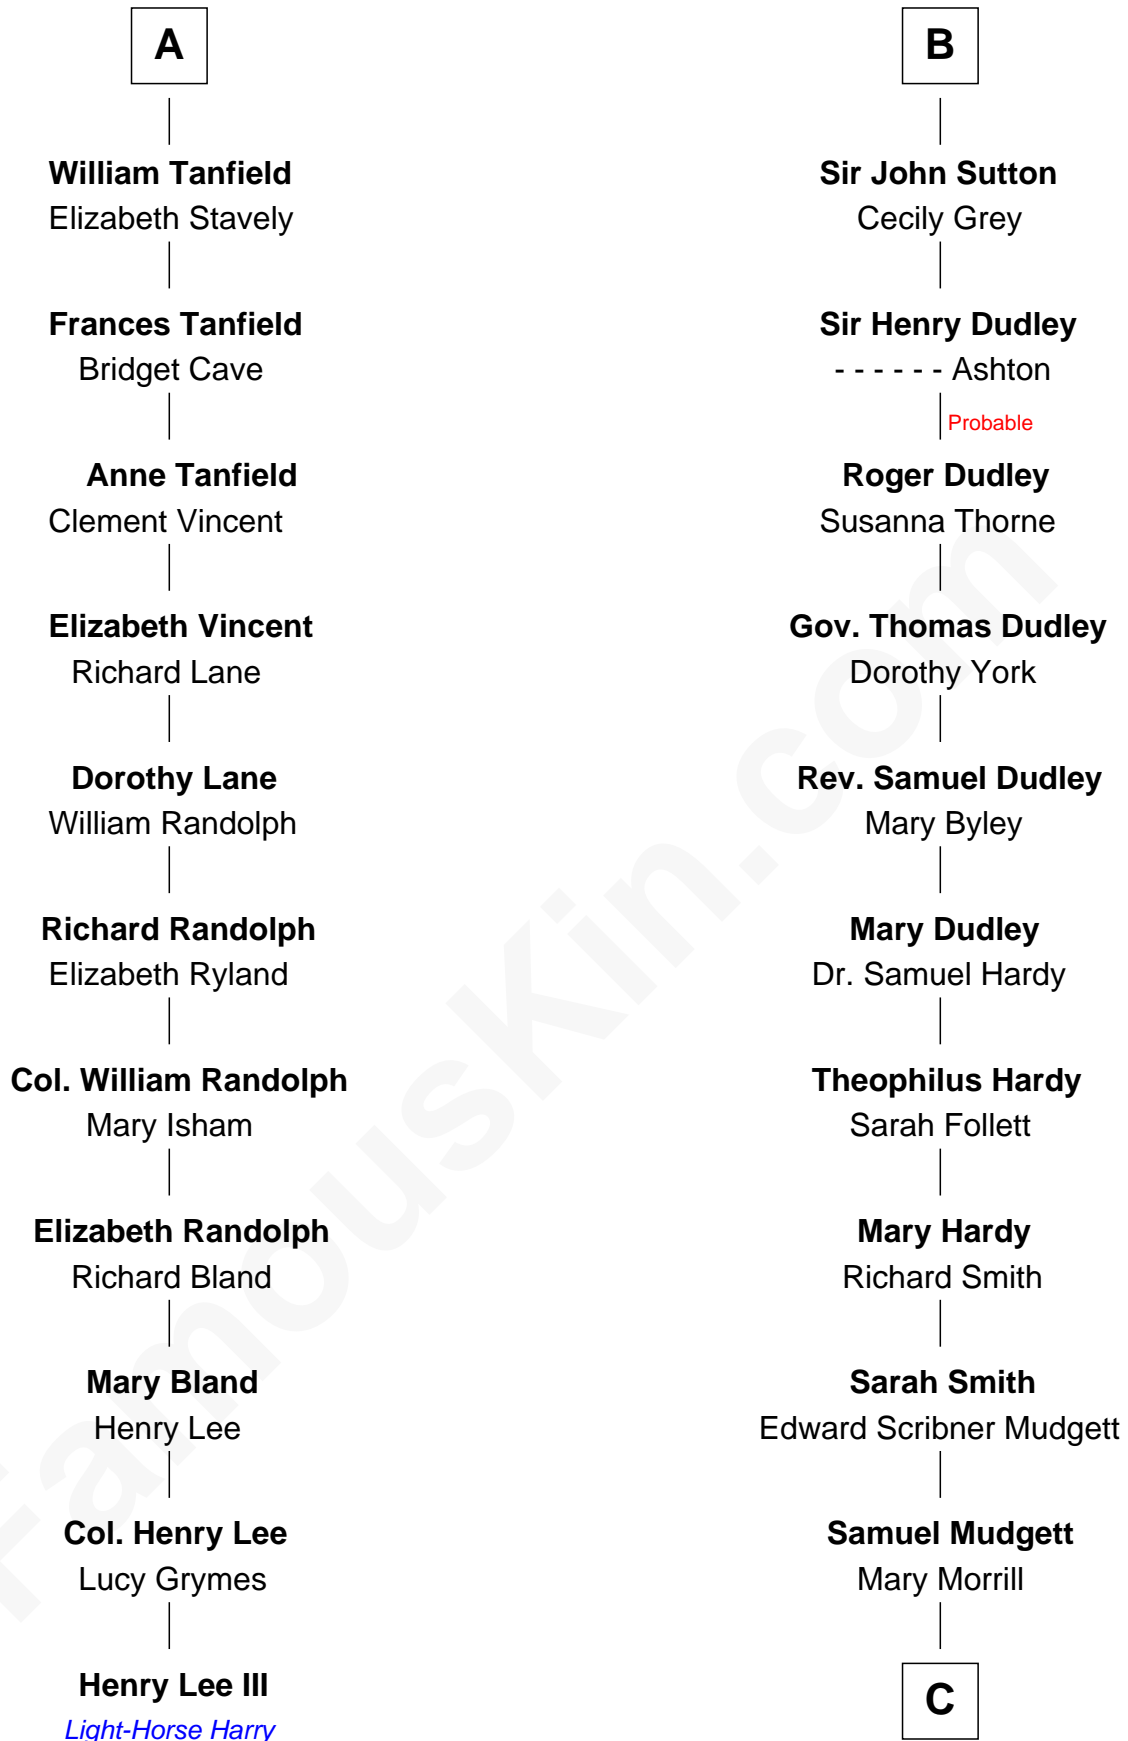 A
William Tanfield
Elizabeth Stavely
Frances Tanfield
Bridget Cave
Anne Tanfield
Clement Vincent
Elizabeth Vincent
Richard Lane
Dorothy Lane
William Randolph
Richard Randolph
Elizabeth Ryland
Col. William Randolph
Mary Isham
Elizabeth Randolph
Richard Bland
Mary Bland
Henry Lee
Col. Henry Lee
Lucy Grymes
Henry Lee III
Light-Horse Harry
B
Sir John Sutton
Cecily Grey
Sir Henry Dudley
- - - - - - Ashton
Probable
Roger Dudley
Susanna Thorne
Gov. Thomas Dudley
Dorothy York
Rev. Samuel Dudley
Mary Byley
Mary Dudley
Dr. Samuel Hardy
Theophilus Hardy
Sarah Follett
Mary Hardy
Richard Smith
Sarah Smith
Edward Scribner Mudgett
Samuel Mudgett
Mary Morrill
C
FamousKin.com